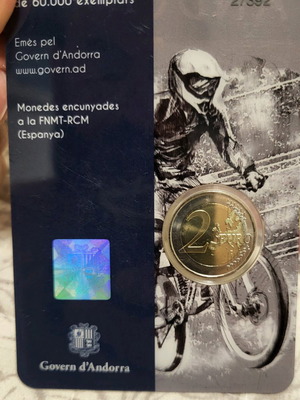 de 60.000 exemplars
27392
Emès pel
Govern d'Andorra
www.govern.ad
Monedes encunyades
a la FNMT-RCM
(Espanya)
2 EURO
Govern d'Andorra